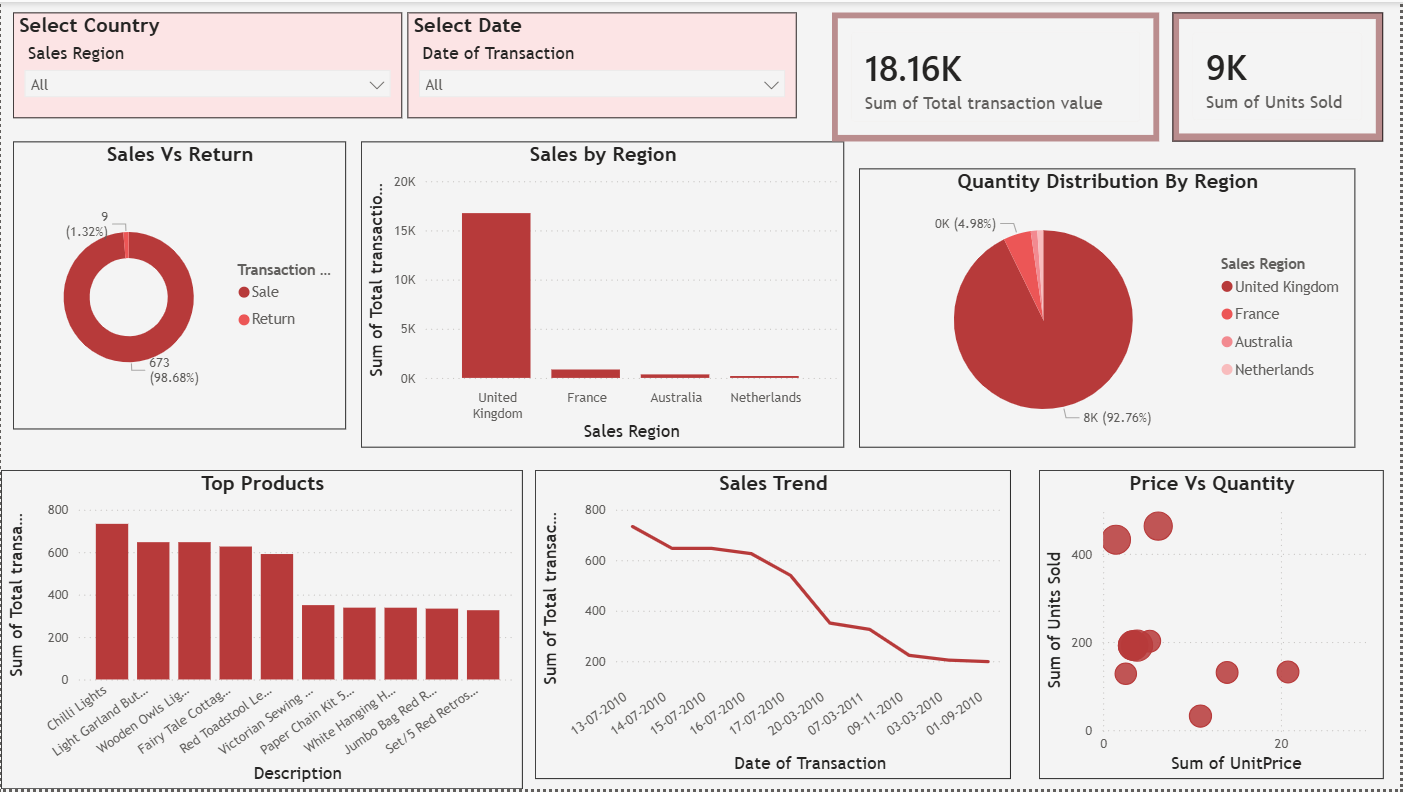 Select Country
Sales Region
All
Select Date
Date of Transaction
All
18.16K
Sum of Total transaction value
9K
Sum of Units Sold
Sales Vs Return
9
(1.32%)
673
(98.68%)
Transaction ...
Sale
Return
Sales by Region
Sum of Total transactio...
20K
15K
10K
5K
0K
United
Kingdom
France
Australia
Netherlands
Sales Region
Quantity Distribution By Region
0K (4.98%)
8K (92.76%)
Sales Region
United Kingdom
France
Australia
Netherlands
Top Products
Sum of Total transa...
800
600
400
200
0
Chilli Lights
Light Garland But...
Wooden Owls Lig...
Fairy Tale Cottag...
Red Toadstool Le...
Victorian Sewing ...
Paper Chain Kit 5...
White Hanging H...
Jumbo Bag Red R...
Set/5 Red Retros...
Description
Sales Trend
Sum of Total transac...
800
600
400
200
13-07-2010
14-07-2010
15-07-2010
16-07-2010
17-07-2010
20-03-2010
07-03-2011
09-11-2010
03-03-2010
01-09-2010
Date of Transaction
Price Vs Quantity
Sum of Units Sold
400
200
0
0
20
Sum of UnitPrice